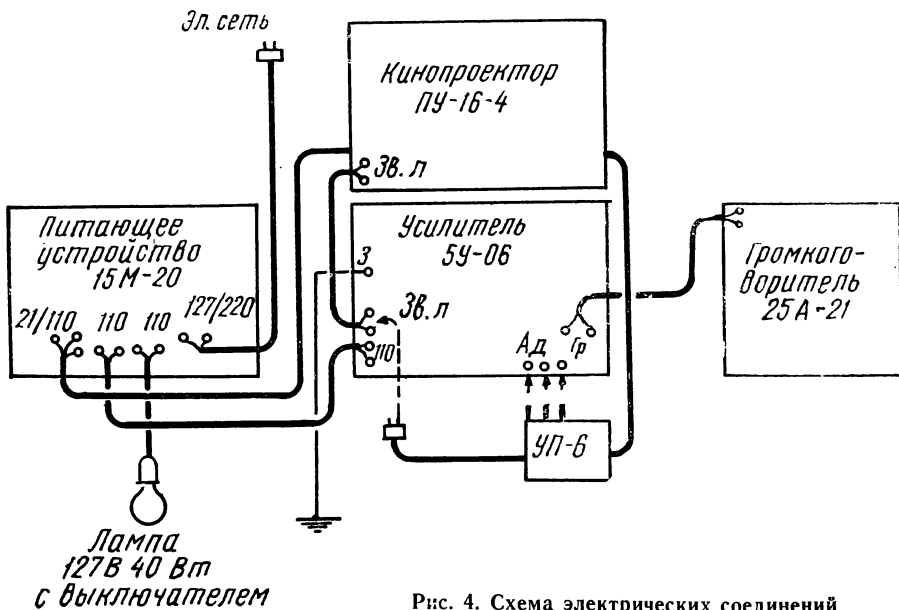 Эл. сеть
Кинопроектор
ПУ-16-4
Зв. л
Питающее
устройство
15М-20
21/110
110
110
127/220
Усилитель
5У-06
З
Зв. л
110
Ад
Гр
Громкого-
воритель
25А-21
УП-6
Лампа
127В 40 Вт
с выключателем
Рис. 4. Схема электрических соединений